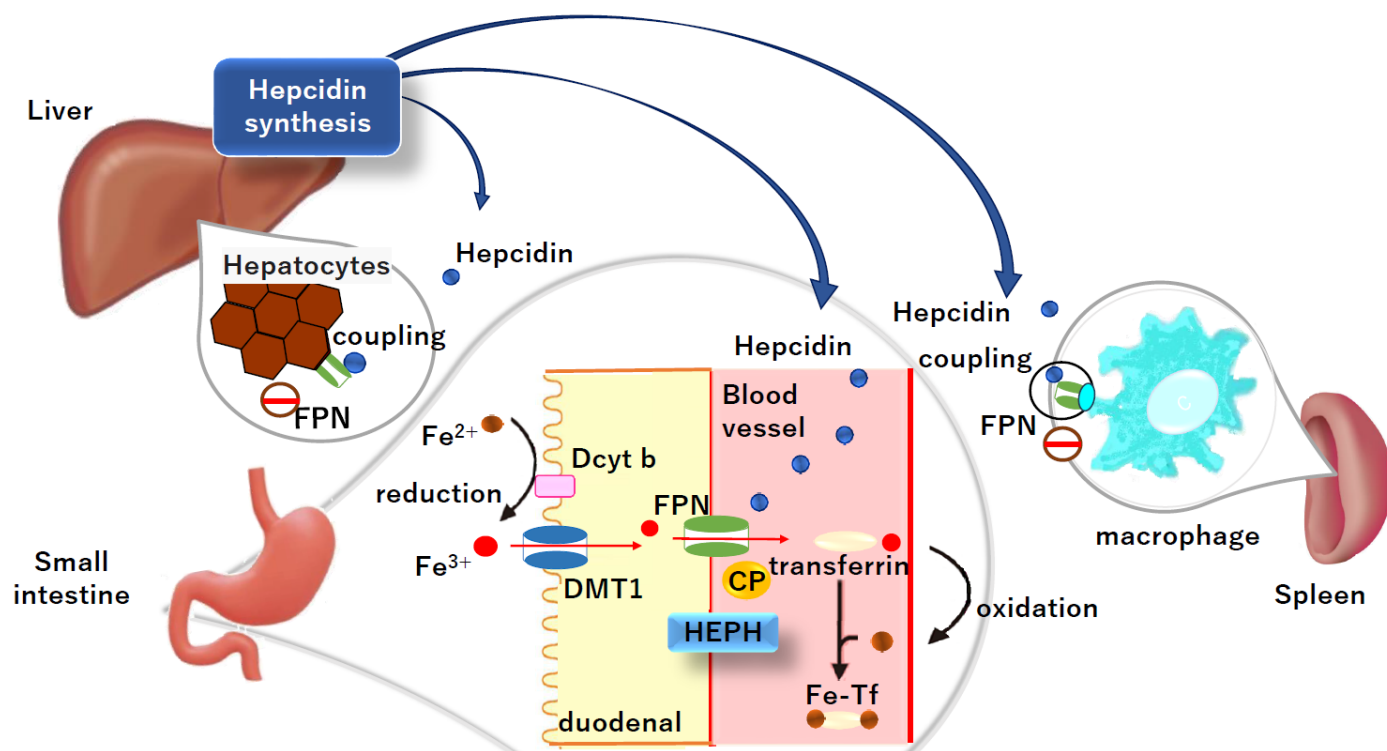 Hepcidin
synthesis
Liver
Hepatocytes
coupling
FPN
Hepcidin
Hepcidin
Hepcidin
coupling
FPN
macrophage
Spleen
Small
intestine
Fe²⁺
reduction
Fe³⁺
Dcyt b
DMT1
FPN
Blood
vessel
transferrin
CP
HEPH
oxidation
Fe-Tf
duodenal